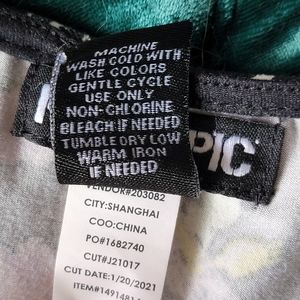 MACHINE
WASH COLD WITH
LIKE COLORS
GENTLE CYCLE
USE ONLY
NON-CHLORINE
BLEACH IF NEEDED
TUMBLE DRY LOW
WARM IRON
IF NEEDED
PIC
VENDOR#203082
CITY:SHANGHAI
COO:CHINA
PO#1682740
CUT#J21017
CUT DATE:1/20/2021